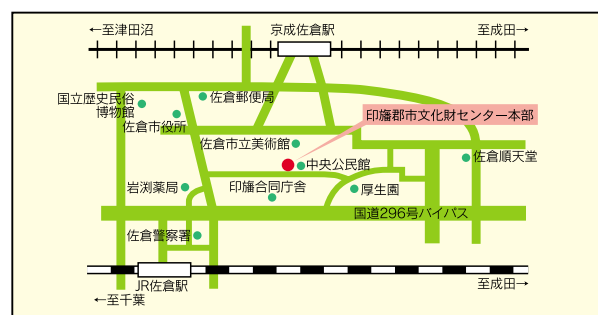 ←至津田沼
京成佐倉駅
至成田→
国立歴史民俗
博物館
佐倉郵便局
佐倉市役所
印旛郡市文化財センター本部
佐倉市立美術館
佐倉順天堂
中央公民館
岩渕薬局
印旛合同庁舎
厚生園
国道296号バイパス
佐倉警察署
JR佐倉駅
至成田→
←至千葉